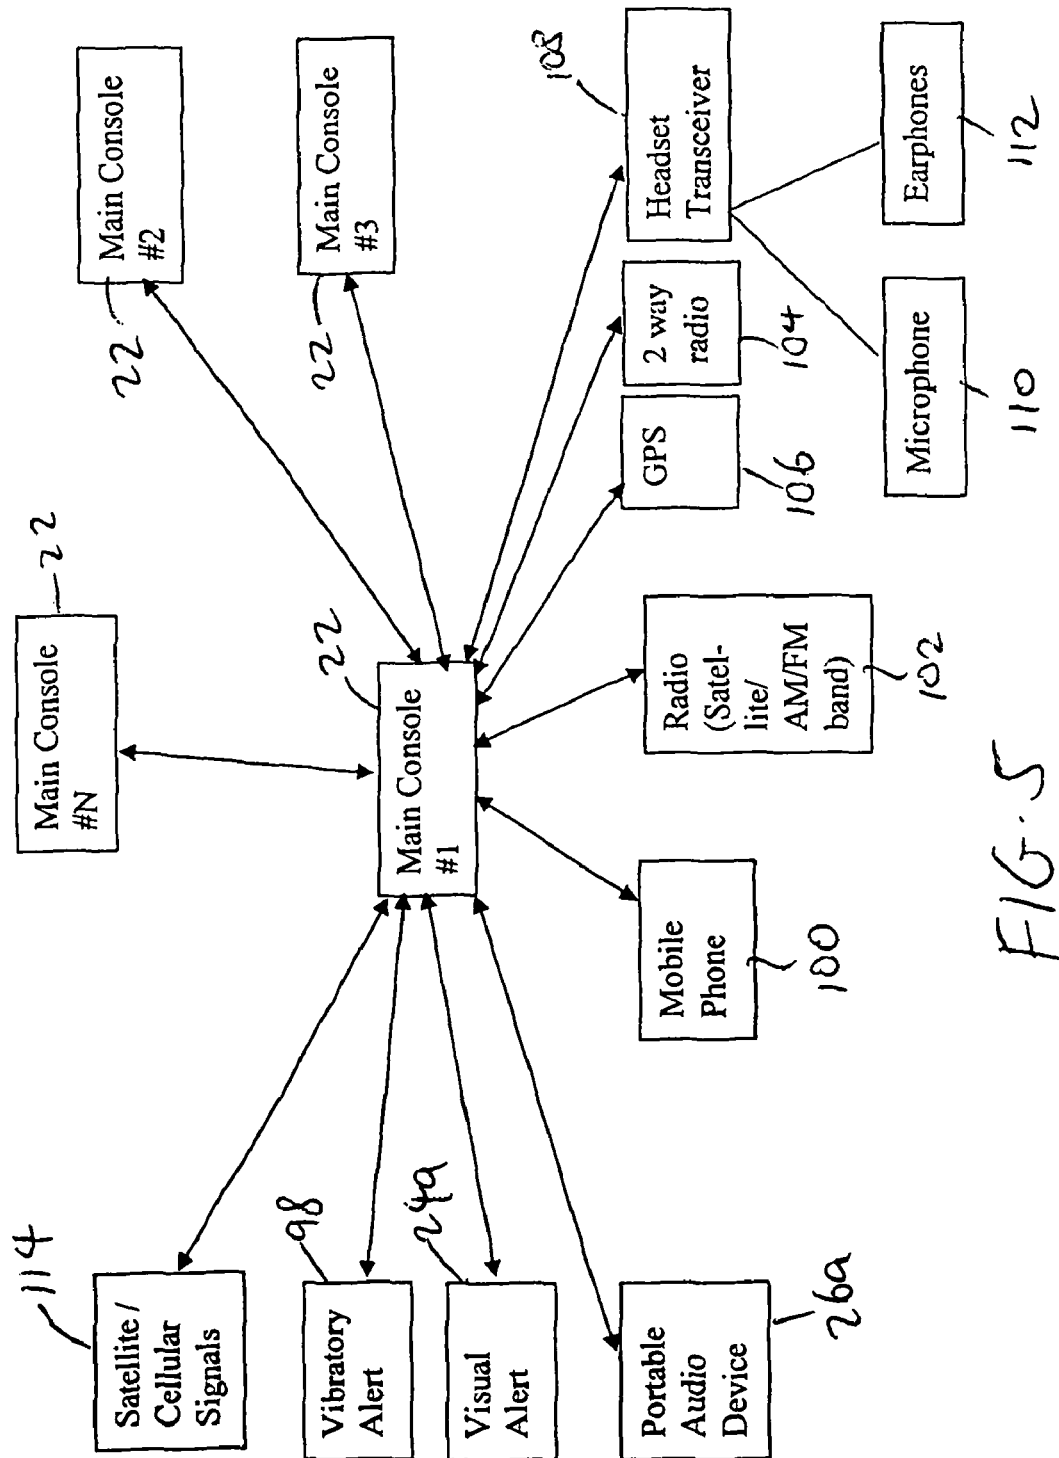 Main Console
#N
22
Main Console
#2
22
Main Console
#3
22
Main Console
#1
22
114
Satellite /
Cellular
Signals
98
Vibratory
Alert
24a
Visual
Alert
Portable
Audio
Device
26a
Mobile
Phone
100
Radio
(Satel-
lite/
AM/FM
band)
102
GPS
106
2 way
radio
104
Headset
Transceiver
108
Microphone
110
Earphones
112
FIG. 5